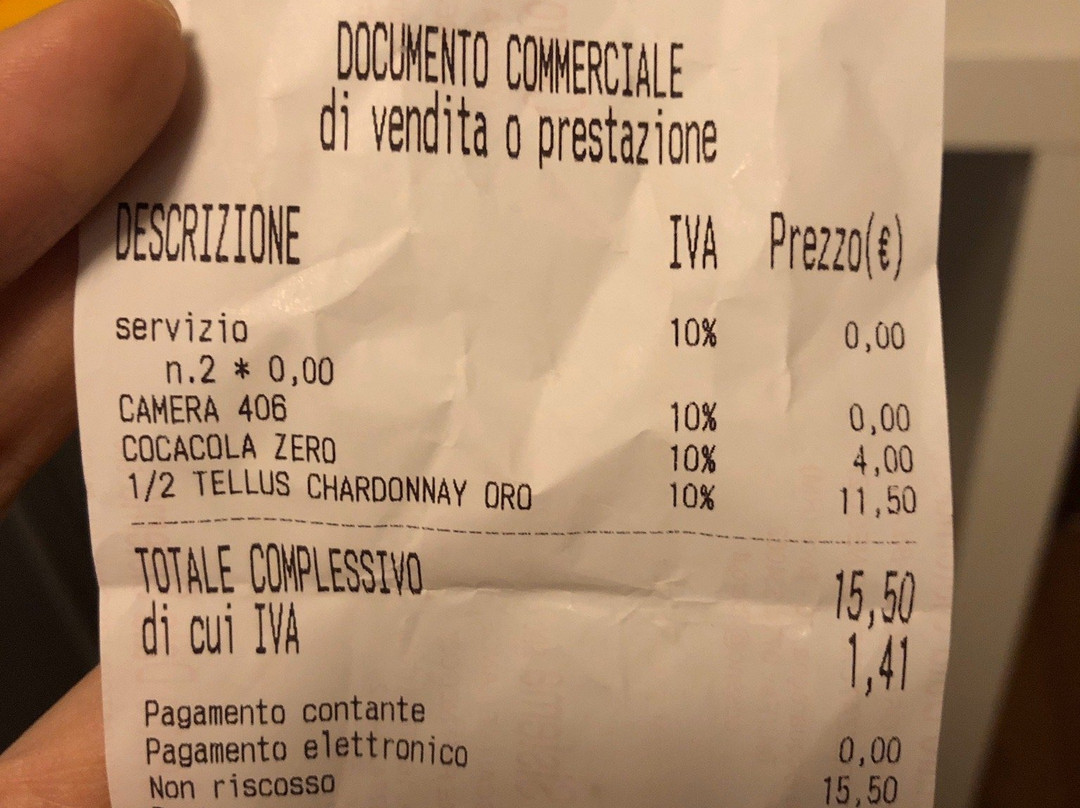 DOCUMENTO COMMERCIALE
di vendita o prestazione
DESCRIZIONE IVA Prezzo(€)
servizio 10% 0,00
n.2 * 0,00
CAMERA 406 10% 0,00
COCACOLA ZERO 10% 4,00
1/2 TELLUS CHARDONNAY ORO 10% 11,50
TOTALE COMPLESSIVO 15,50
di cui IVA 1,41
Pagamento contante 0,00
Pagamento elettronico 15,50
Non riscosso